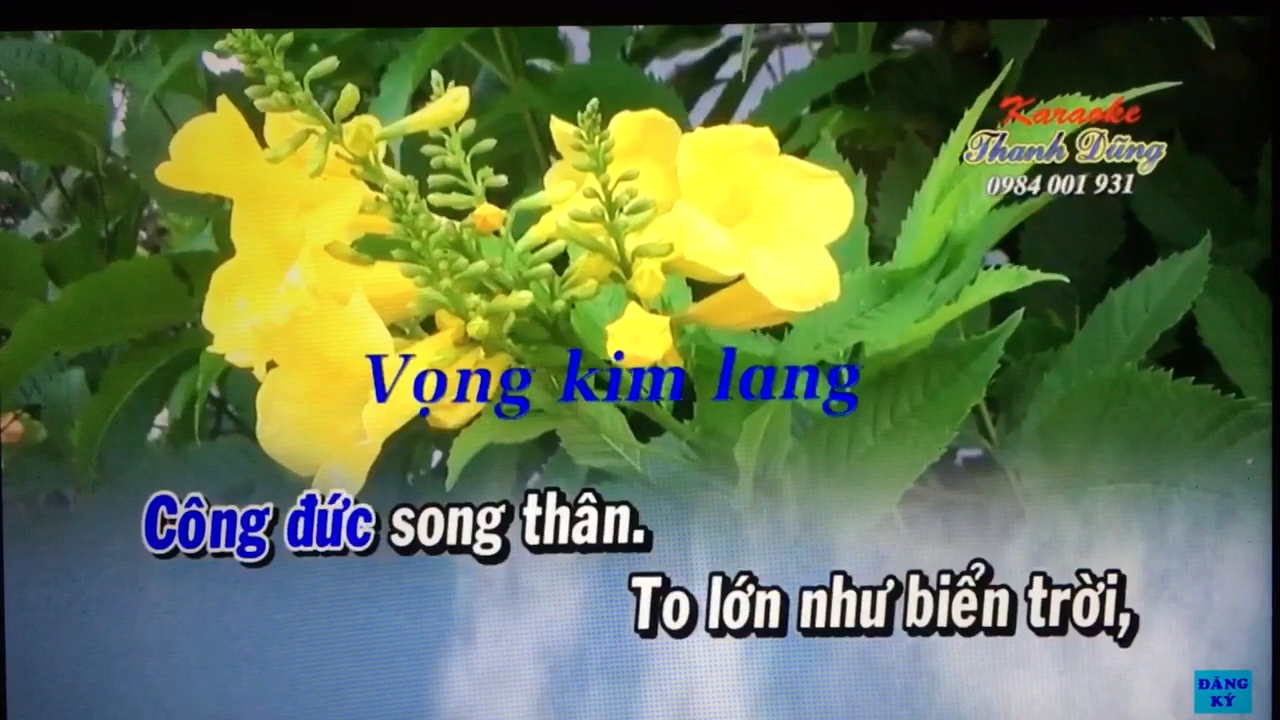 Karaoke
Thanh Dũng
0984 001 931
Vọng kim lang
Công đức song thân.
To lớn như biển trời,
ĐĂNG
KÝ